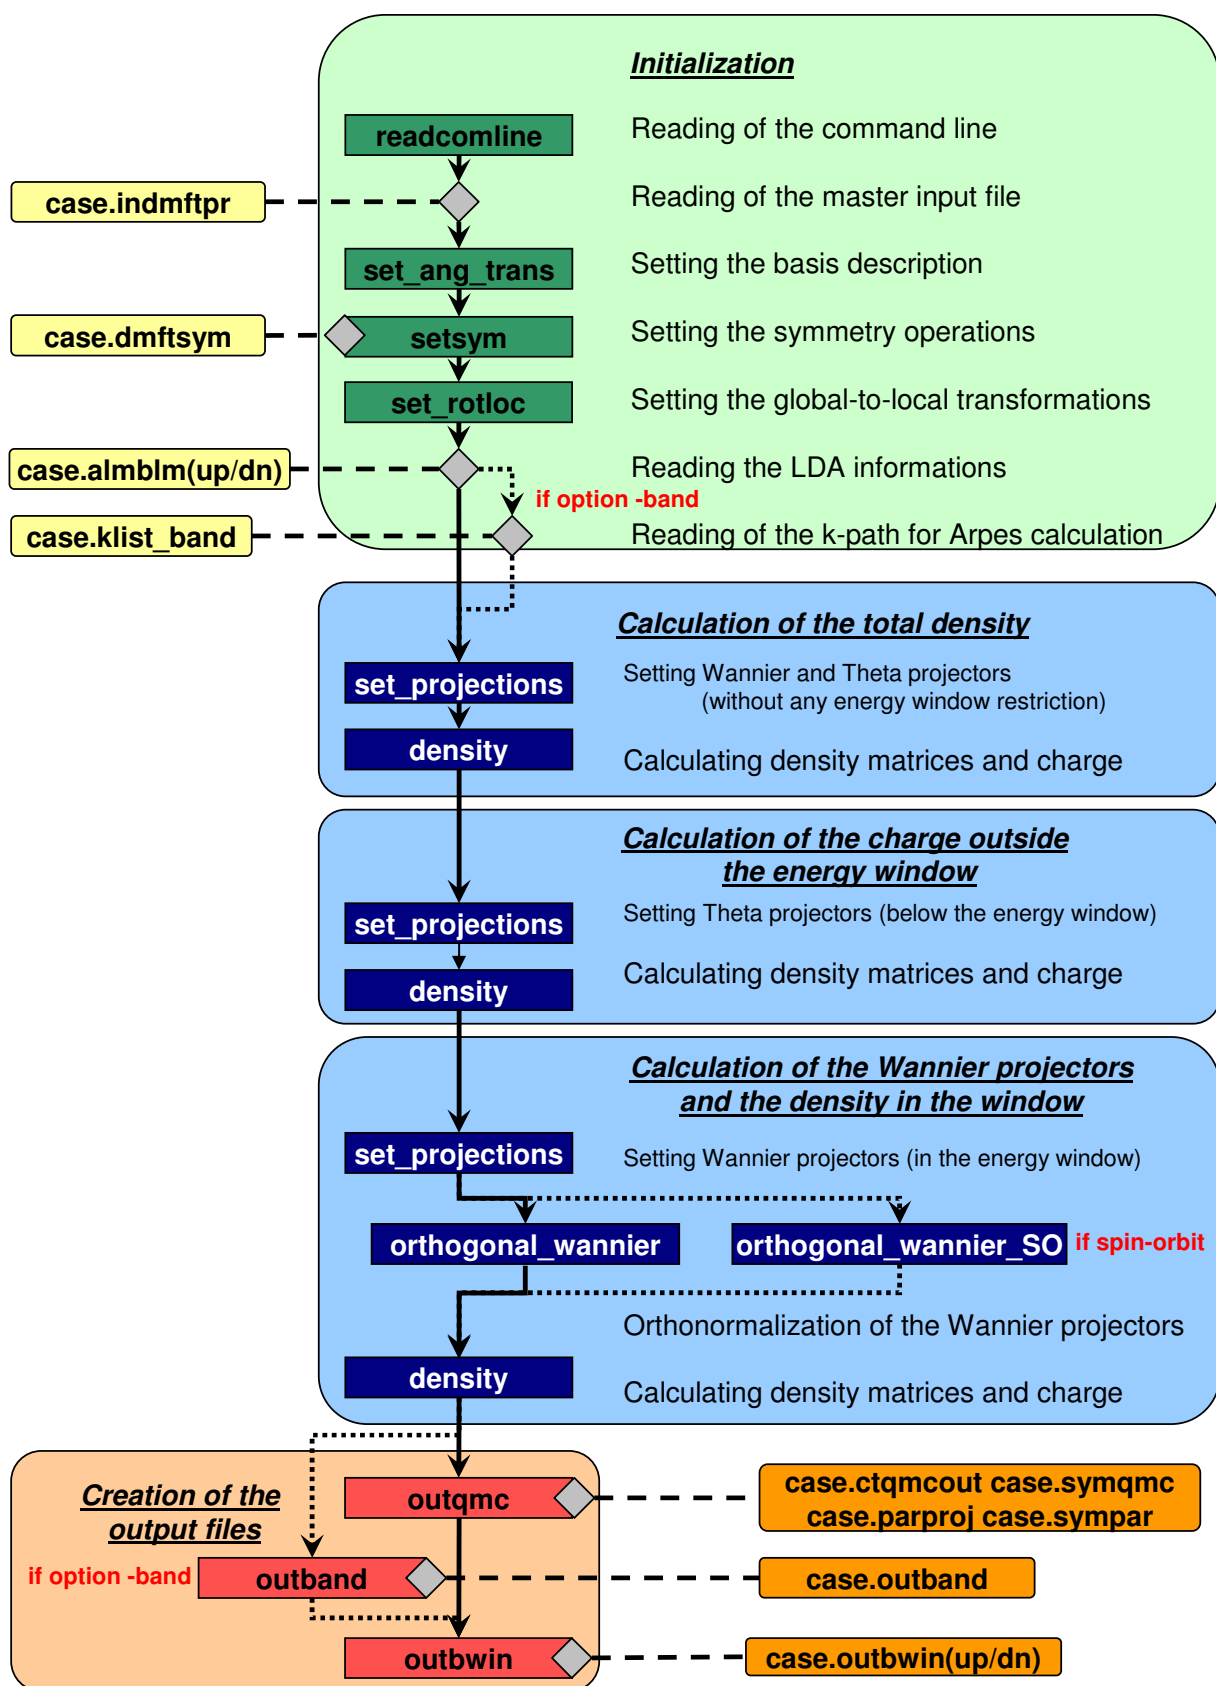 Initialization
readcomline
Reading of the command line
case.indmftpr
Reading of the master input file
set_ang_trans
Setting the basis description
case.dmftsym
setsym
Setting the symmetry operations
set_rotloc
Setting the global-to-local transformations
case.almblm(up/dn)
Reading the LDA informations
if option -band
case.klist_band
Reading of the k-path for Arpes calculation
Calculation of the total density
set_projections
Setting Wannier and Theta projectors
(without any energy window restriction)
density
Calculating density matrices and charge
Calculation of the charge outside
the energy window
set_projections
Setting Theta projectors (below the energy window)
density
Calculating density matrices and charge
Calculation of the Wannier projectors
and the density in the window
set_projections
Setting Wannier projectors (in the energy window)
orthogonal_wannier
orthogonal_wannier_SO
if spin-orbit
Orthonormalization of the Wannier projectors
density
Calculating density matrices and charge
Creation of the
output files
outqmc
case.ctqmcout case.symqmc
case.parproj case.sympar
if option -band
outband
case.outband
outbwin
case.outbwin(up/dn)